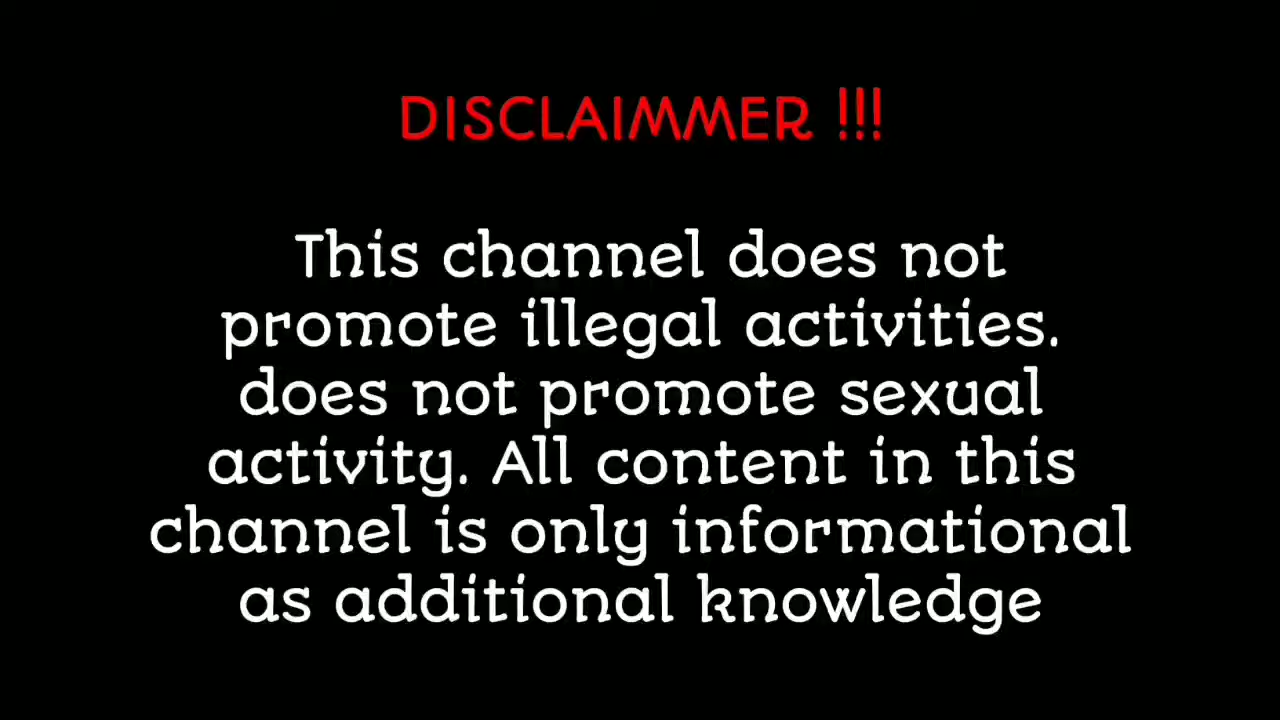 DISCLAIMMER !!!
This channel does not
promote illegal activities.
does not promote sexual
activity. All content in this
channel is only informational
as additional knowledge